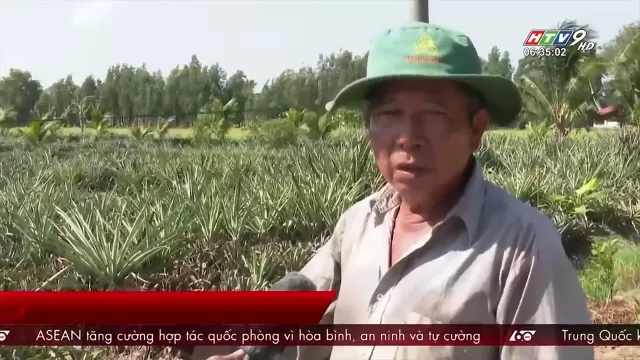 HTV9 HD
06:35:02
ASEAN tăng cường hợp tác quốc phòng vì hòa bình, an ninh và tự cường 60 Trung Quốc